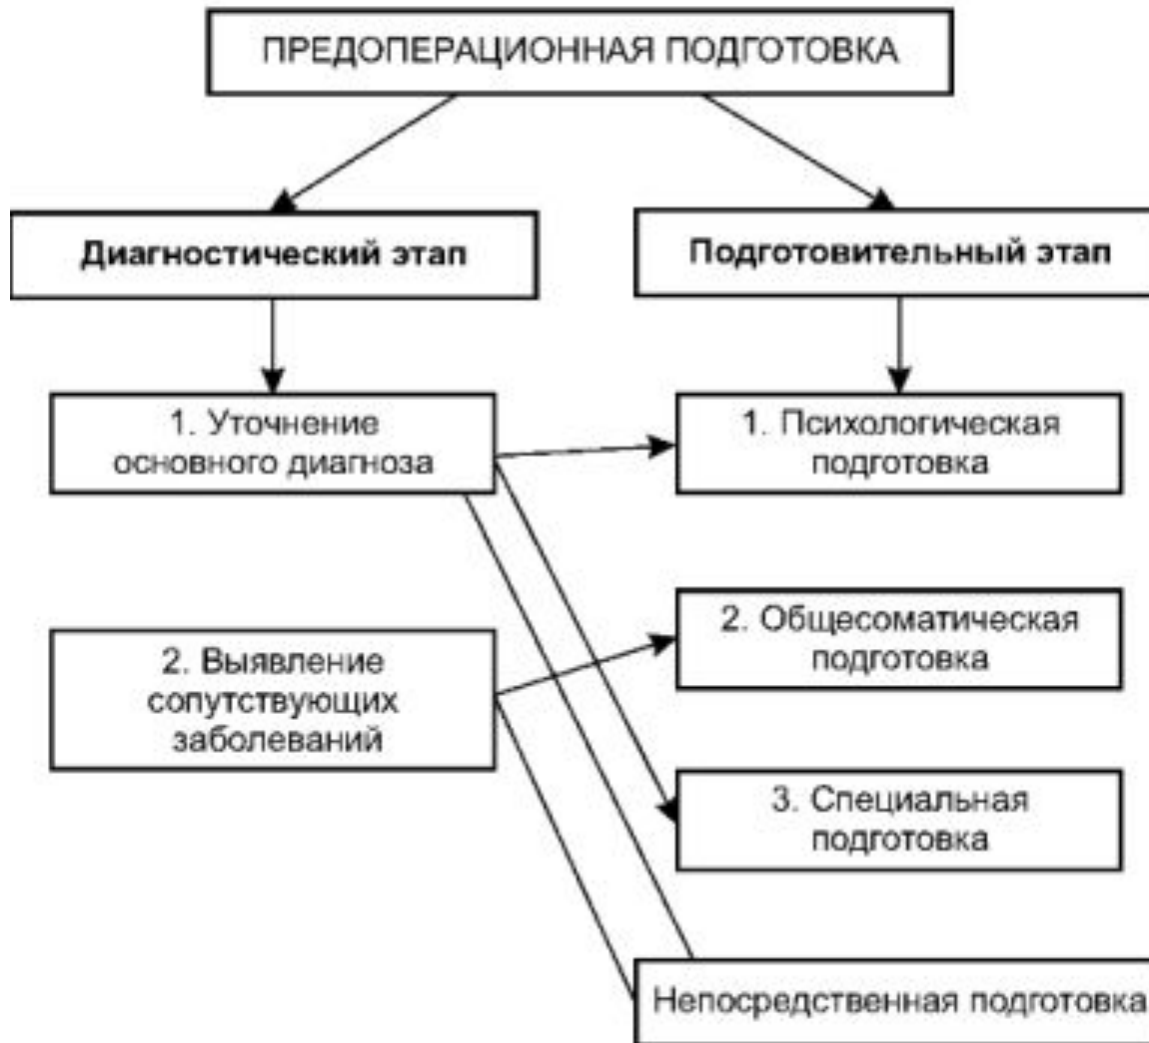 ПРЕДОПЕРАЦИОННАЯ ПОДГОТОВКА
Диагностический этап
Подготовительный этап
1. Уточнение
основного диагноза
1. Психологическая
подготовка
2. Общесоматическая
подготовка
2. Выявление
сопутствующих
заболеваний
3. Специальная
подготовка
Непосредственная подготовка